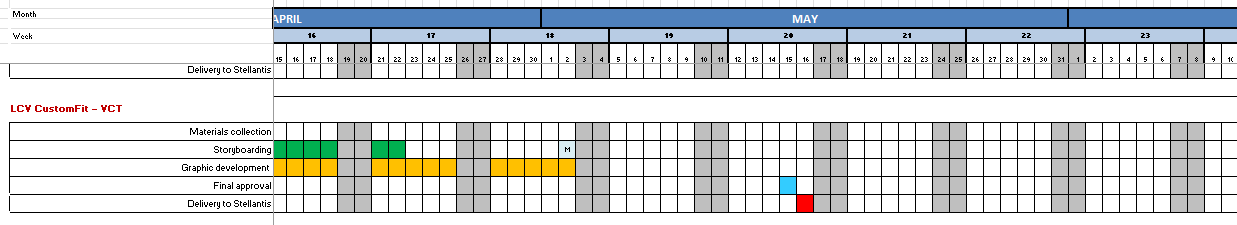 Month APRIL MAY
Week 16 17 18 19 20 21 22 23
15 16 17 18 19 20 21 22 23 24 25 26 27 28 29 30 1 2 3 4 5 6 7 8 9 10 11 12 13 14 15 16 17 18 19 20 21 22 23 24 25 26 27 28 29 30 31 1 2 3 4 5 6 7 8 9 10
Delivery to Stellantis
LCV CustomFit - VCT
Materials collection
Storyboarding M
Graphic development
Final approval
Delivery to Stellantis